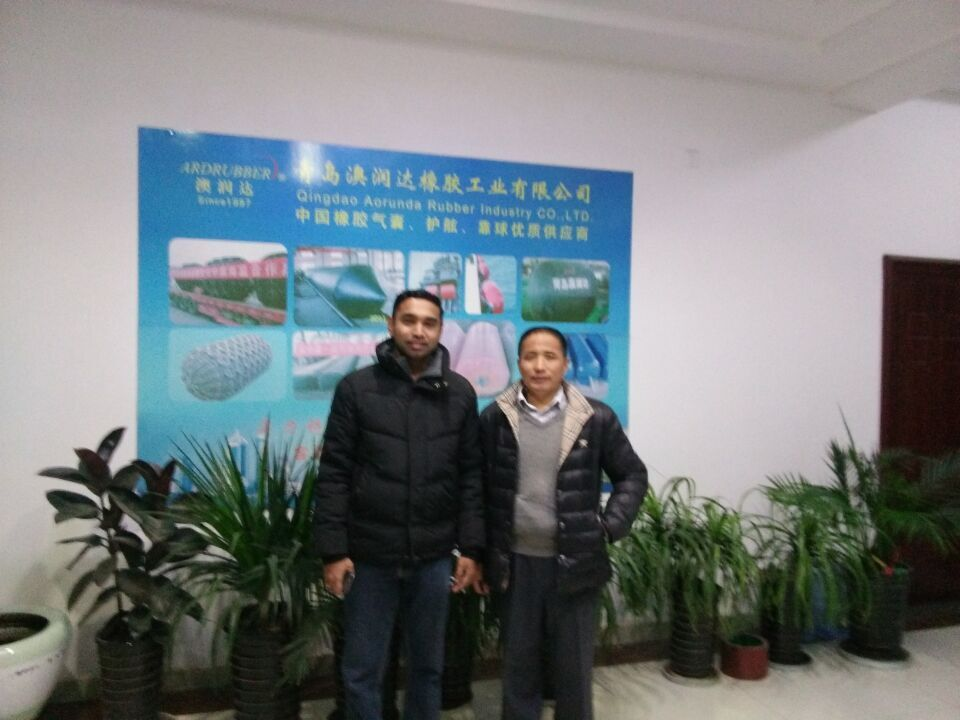 ARDRUBBER
澳润达
Since1987
青岛澳润达橡胶工业有限公司
Qingdao Aorunda Rubber Industry CO.,LTD.
中国橡胶气囊、护舷、靠球优质供应商